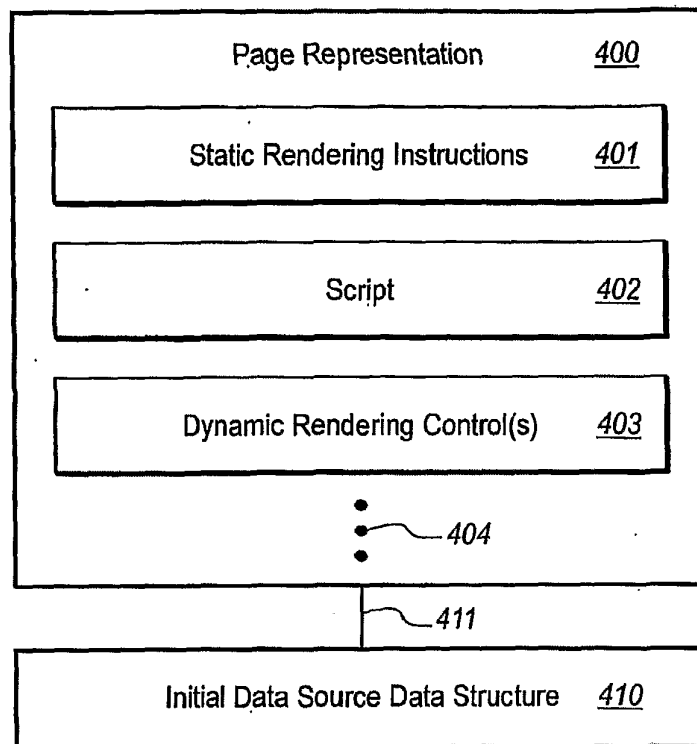 Page Representation 400
Static Rendering Instructions 401
Script 402
Dynamic Rendering Control(s) 403
404
411
Initial Data Source Data Structure 410